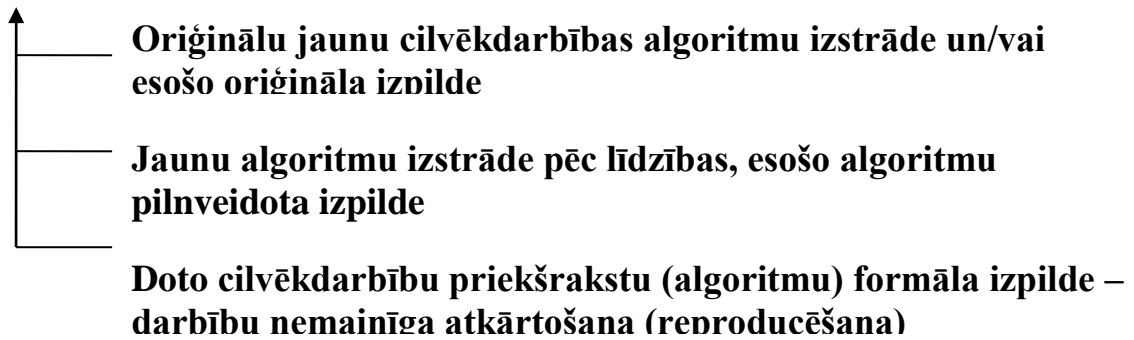 Oriģinālu jaunu cilvēkdarbības algoritmu izstrāde un/vai
esošo oriģināla izpilde
Jaunu algoritmu izstrāde pēc līdzības, esošo algoritmu
pilnveidota izpilde
Doto cilvēkdarbību priekšrakstu (algoritmu) formāla izpilde –
darbību nemainīga atkārtošana (reproducēšana)